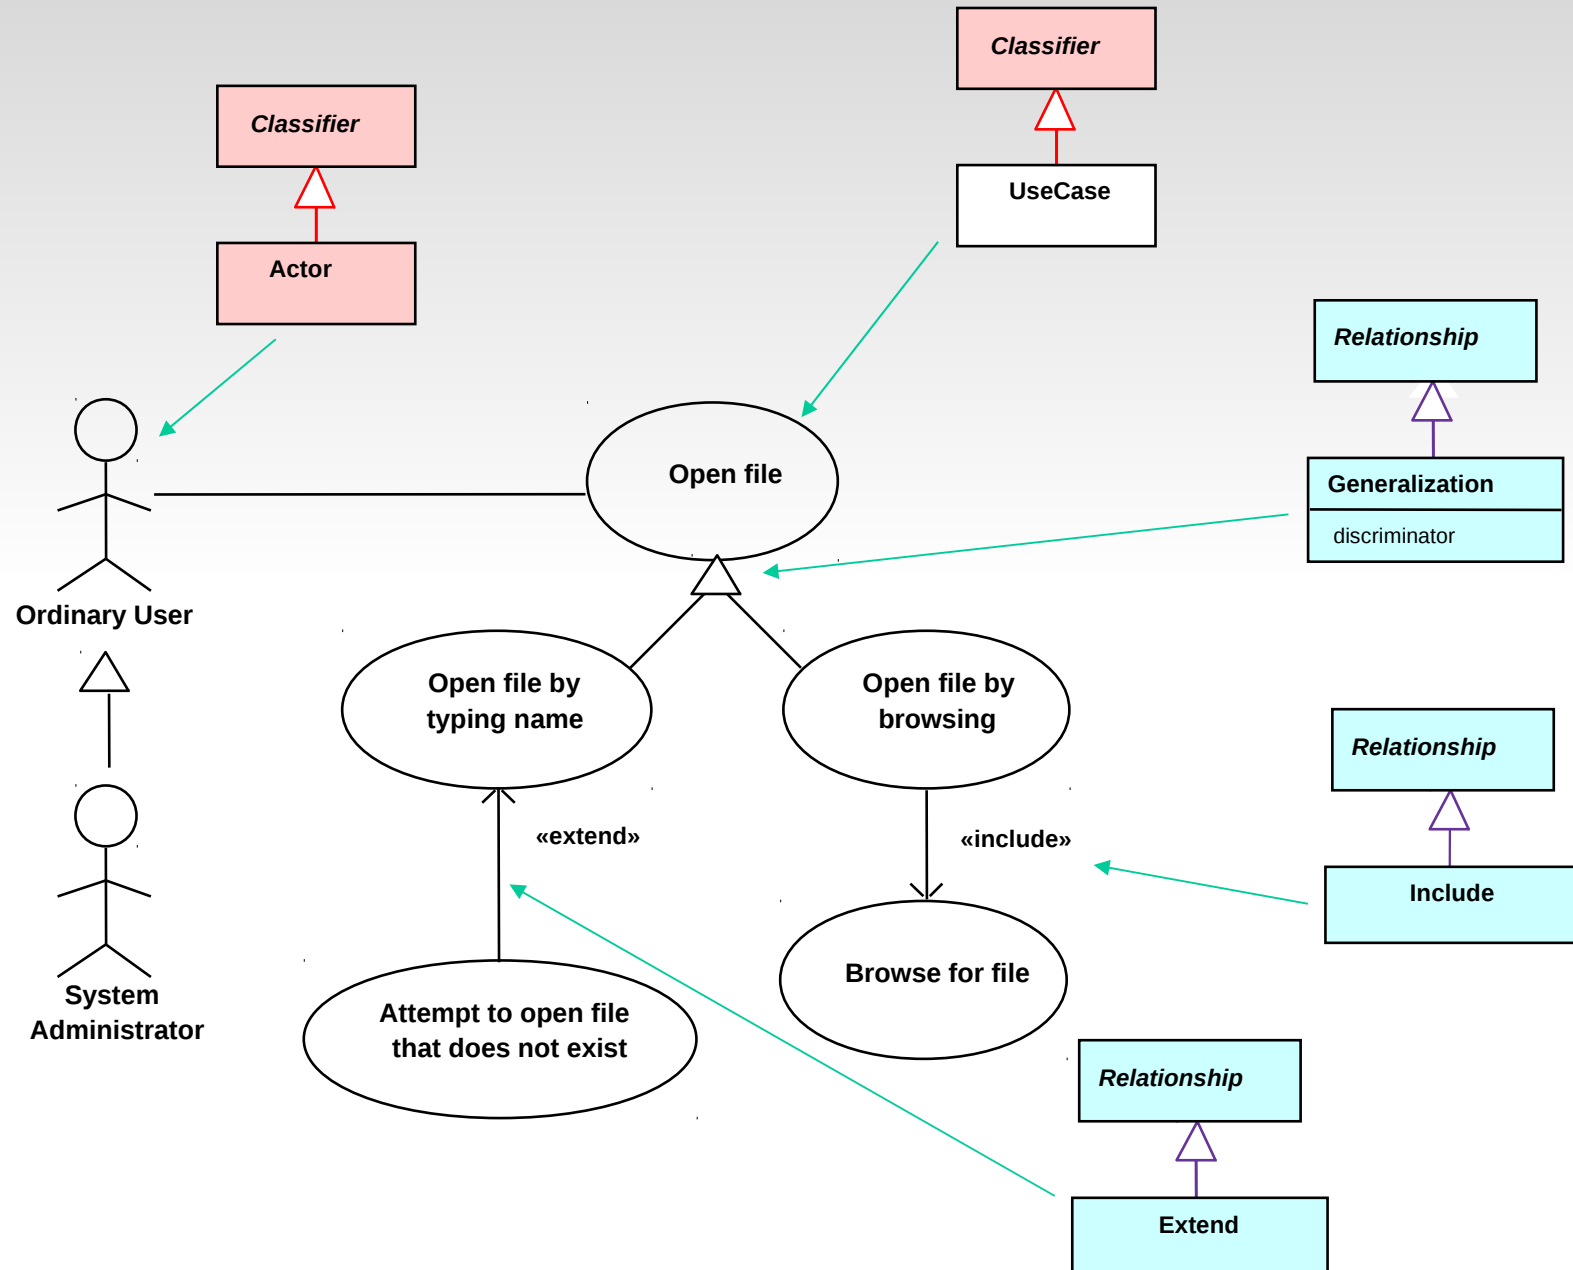 Classifier
Classifier
Actor
UseCase
Relationship
Generalization
discriminator
Open file
Ordinary User
Open file by
typing name
Open file by
browsing
Relationship
«extend»
«include»
Include
Browse for file
System
Administrator
Attempt to open file
that does not exist
Relationship
Extend